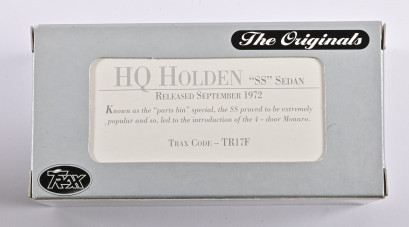 The Originals
HQ HOLDEN "SS" SEDAN
RELEASED SEPTEMBER 1972
Known as the "parts bin" special, the SS proved to be extremely
popular and so, led to the introduction of the 4 - door Monaro.
TRAX CODE – TR17F
TRAX